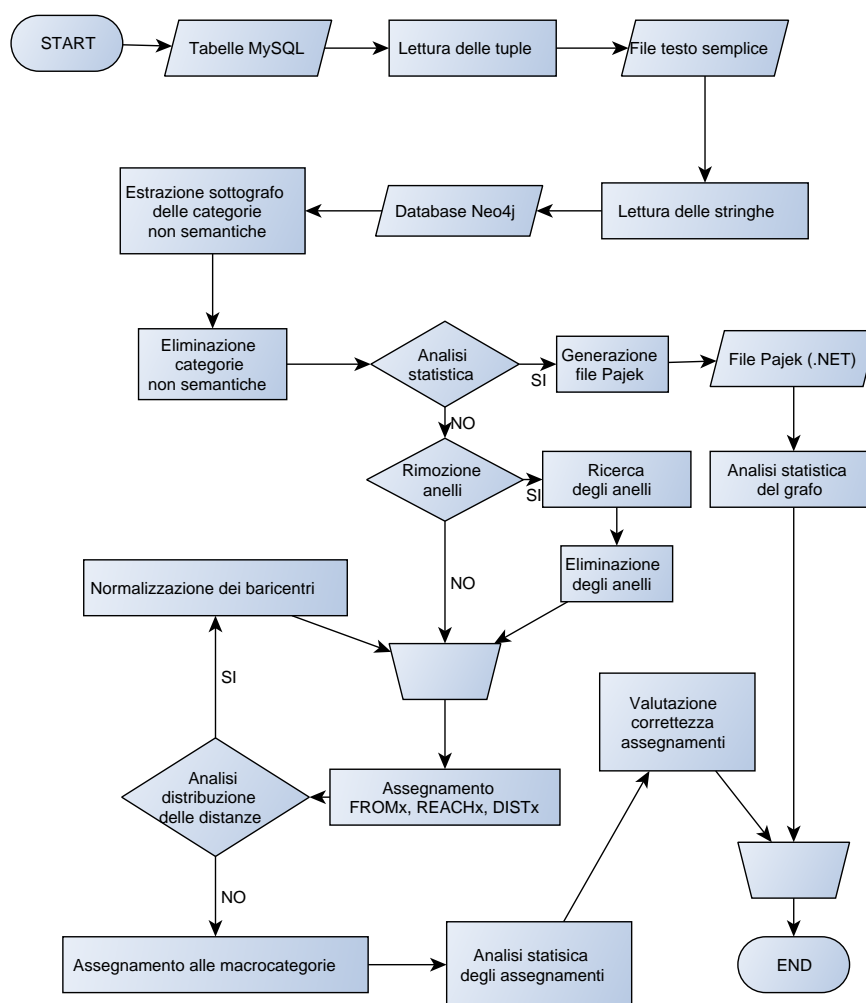 START
Tabelle MySQL
Lettura delle tuple
File testo semplice
Estrazione sottografo
delle categorie
non semantiche
Database Neo4j
Lettura delle stringhe
Eliminazione
categorie
non semantiche
Analisi
statistica
SI
Generazione
file Pajek
File Pajek (.NET)
NO
Rimozione
anelli
SI
Ricerca
degli anelli
Analisi statistica
del grafo
NO
Eliminazione
degli anelli
Normalizzazione dei baricentri
SI
Valutazione
correttezza
assegnamenti
Analisi
distribuzione
delle distanze
Assegnamento
FROMx, REACHx, DISTx
NO
Assegnamento alle macrocategorie
Analisi statisica
degli assegnamenti
END